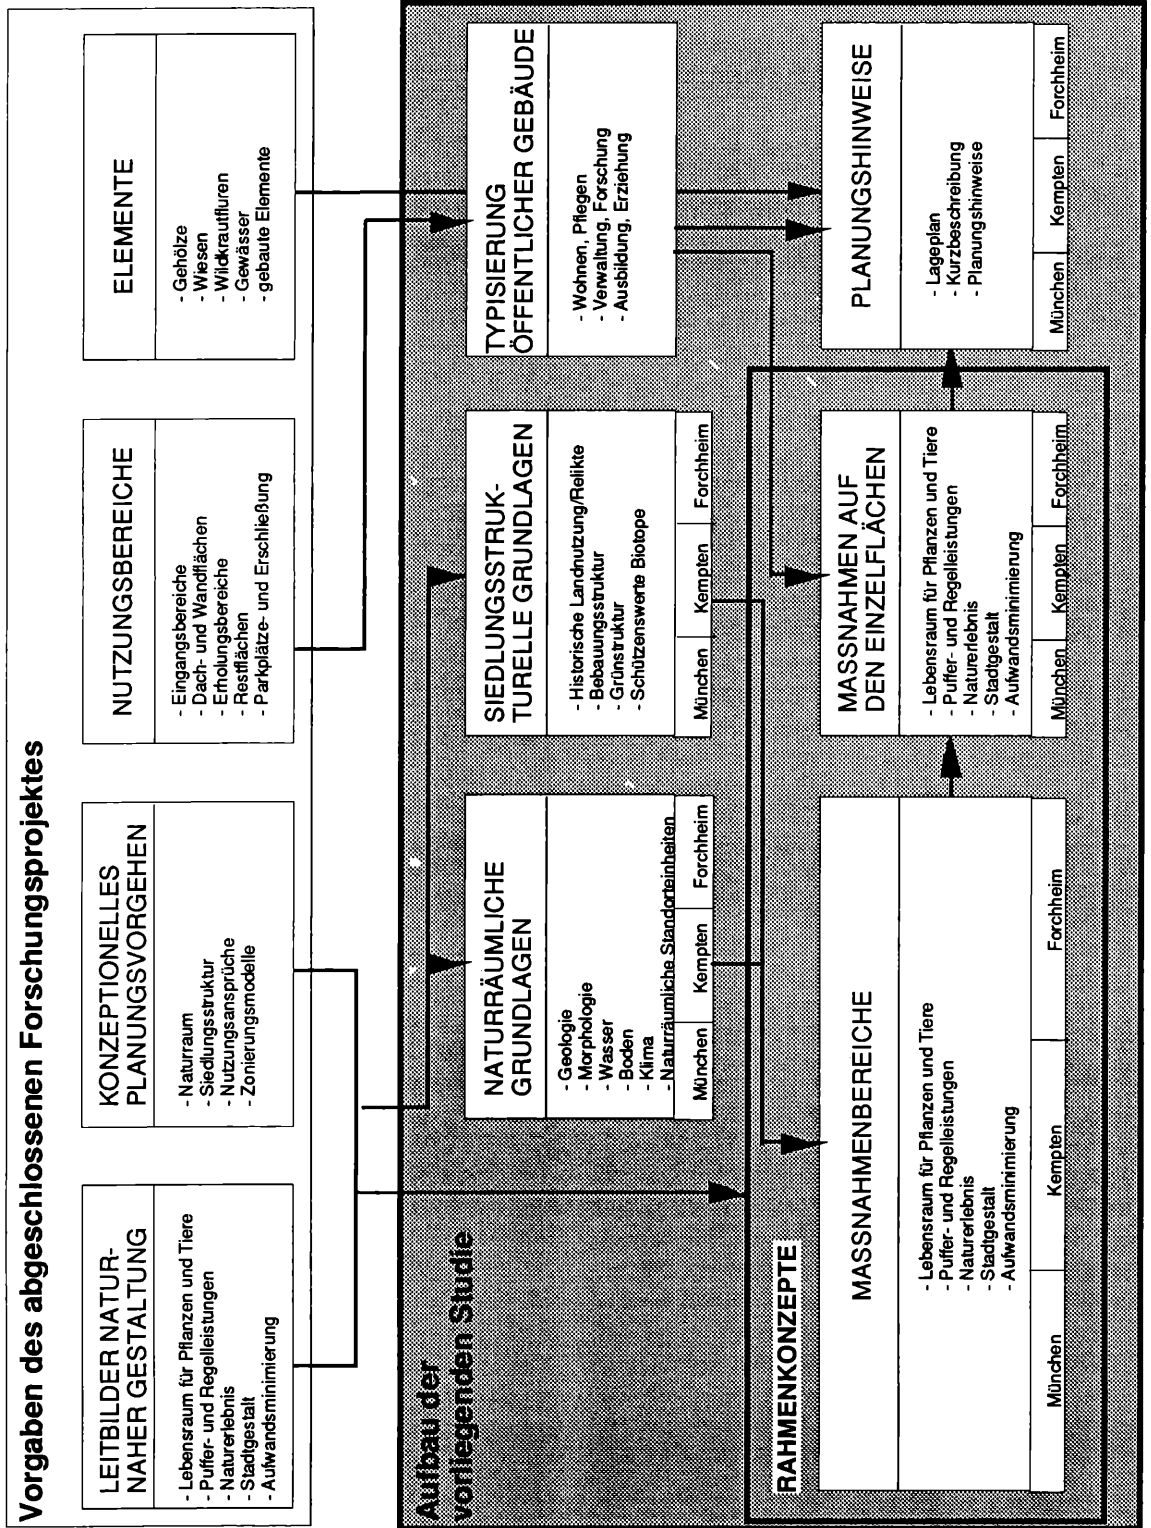 Vorgaben des abgeschlossenen Forschungsprojektes
LEITBILDER NATUR-
NAHER GESTALTUNG
- Lebensraum für Pflanzen und Tiere
- Puffer- und Regelleistungen
- Naturerlebnis
- Stadtgestalt
- Aufwandsminimierung
KONZEPTIONELLES
PLANUNGSVORGEHEN
- Naturraum
- Siedlungsstruktur
- Nutzungsansprüche
- Zonierungsmodelle
NUTZUNGSBEREICHE
- Eingangsbereiche
- Dach- und Wandflächen
- Erholungsbereiche
- Restflächen
- Parkplätze- und Erschließung
ELEMENTE
- Gehölze
- Wiesen
- Wildkrautfluren
- Gewässer
- gebaute Elemente
Aufbau der
vorliegenden Studie
NATURRÄUMLICHE
GRUNDLAGEN
- Geologie
- Morphologie
- Wasser
- Boden
- Klima
- Naturräumliche Standorteinheiten
München Kempten Forchheim
SIEDLUNGSSTRUK-
TURELLE GRUNDLAGEN
- Historische Landnutzung/Relikte
- Bebauungsstruktur
- Grünstruktur
- Schützenswerte Biotope
München Kempten Forchheim
TYPISIERUNG
ÖFFENTLICHER GEBÄUDE
- Wohnen, Pflegen
- Verwaltung, Forschung
- Ausbildung, Erziehung
RAHMENKONZEPTE
MASSNAHMENBEREICHE
- Lebensraum für Pflanzen und Tiere
- Puffer- und Regelleistungen
- Naturerlebnis
- Stadtgestalt
- Aufwandsminimierung
München Kempten Forchheim
MASSNAHMEN AUF
DEN EINZELFLÄCHEN
- Lebensraum für Pflanzen und Tiere
- Puffer- und Regelleistungen
- Naturerlebnis
- Stadtgestalt
- Aufwandsminimierung
München Kempten Forchheim
PLANUNGSHINWEISE
- Lageplan
- Kurzbeschreibung
- Planungshinweise
München Kempten Forchheim